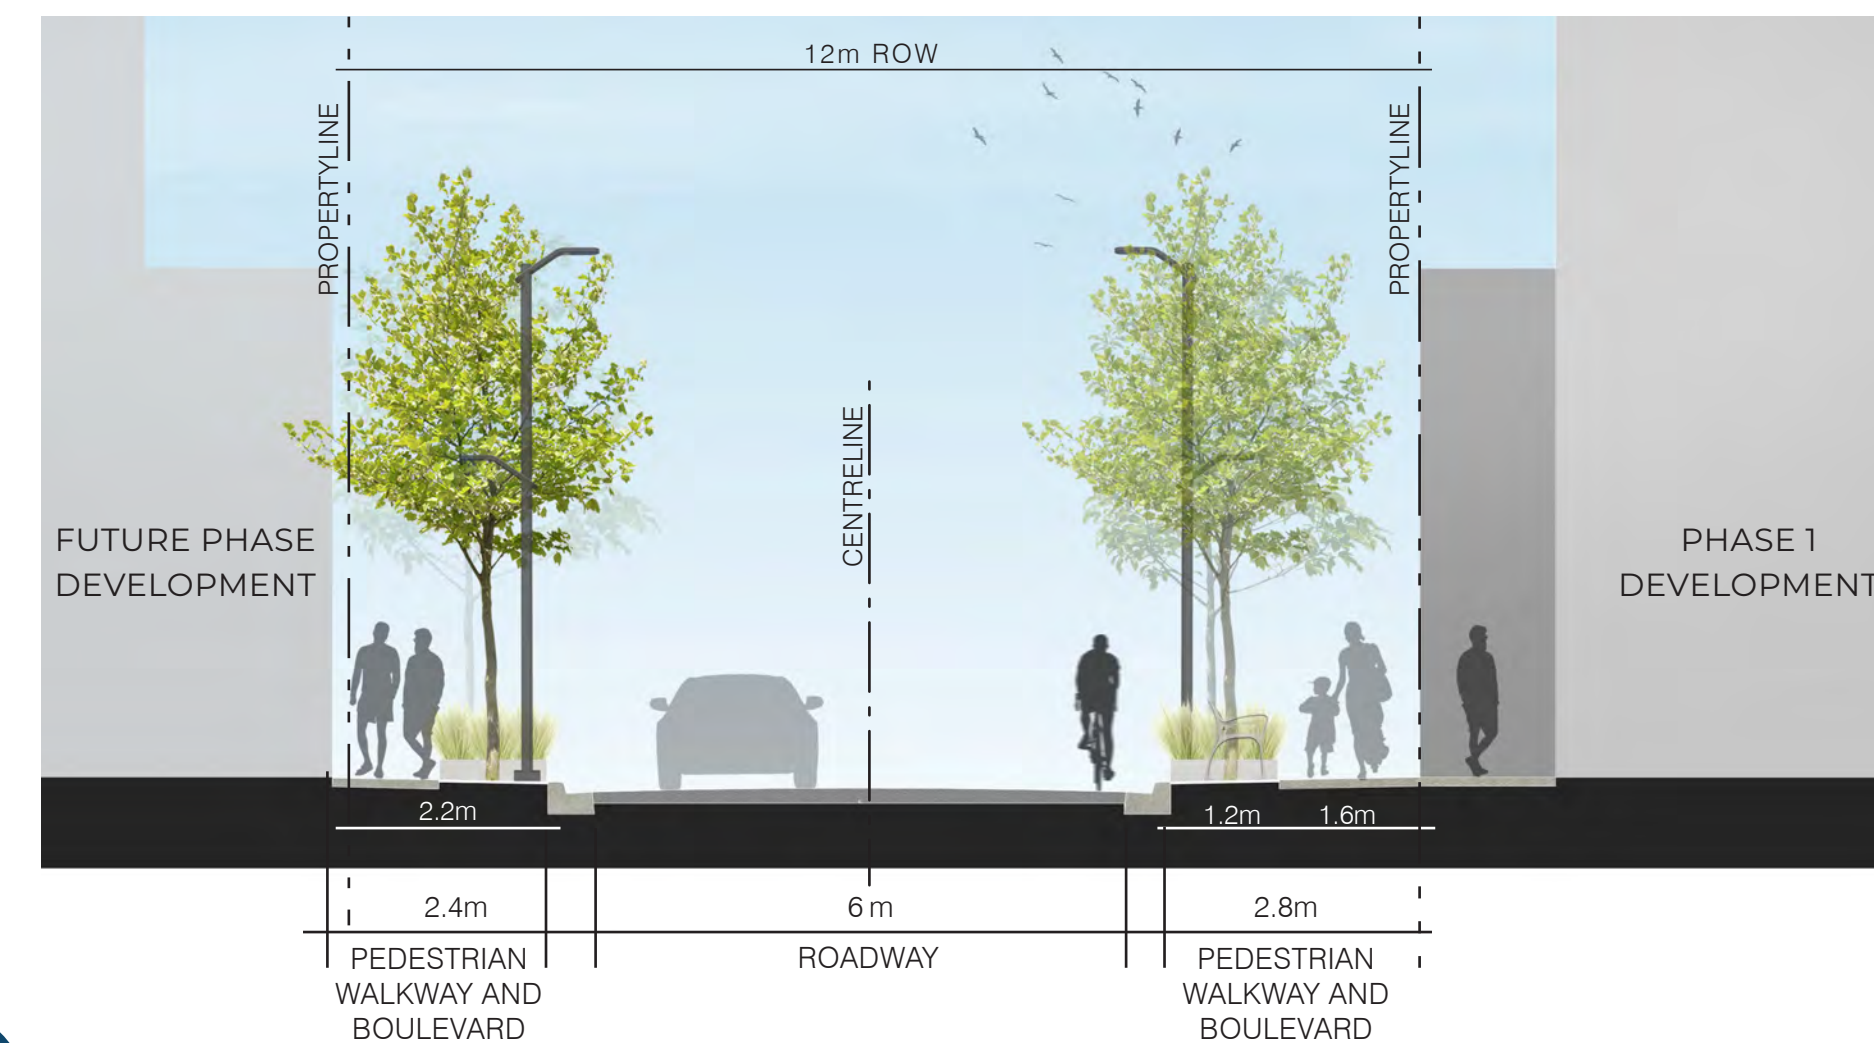 12m ROW
PROPERTYLINE
PROPERTYLINE
CENTRELINE
FUTURE PHASE
DEVELOPMENT
PHASE 1
DEVELOPMENT
2.2m
1.2m
1.6m
2.4m
6 m
2.8m
PEDESTRIAN
WALKWAY AND
BOULEVARD
ROADWAY
PEDESTRIAN
WALKWAY AND
BOULEVARD